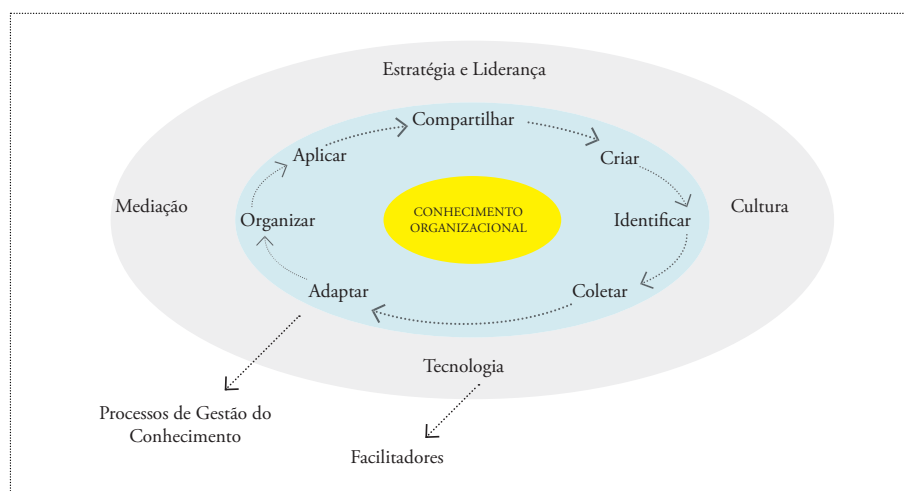 Estratégia e Liderança
Compartilhar
Aplicar
Criar
Mediação
Organizar
CONHECIMENTO
ORGANIZACIONAL
Identificar
Cultura
Adaptar
Coletar
Tecnologia
Processos de Gestão do
Conhecimento
Facilitadores